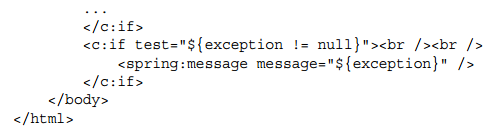 ...
</c:if>
<c:if test="${exception != null}"><br /><br />
<spring:message message="${exception}" />
</c:if>
</body>
</html>